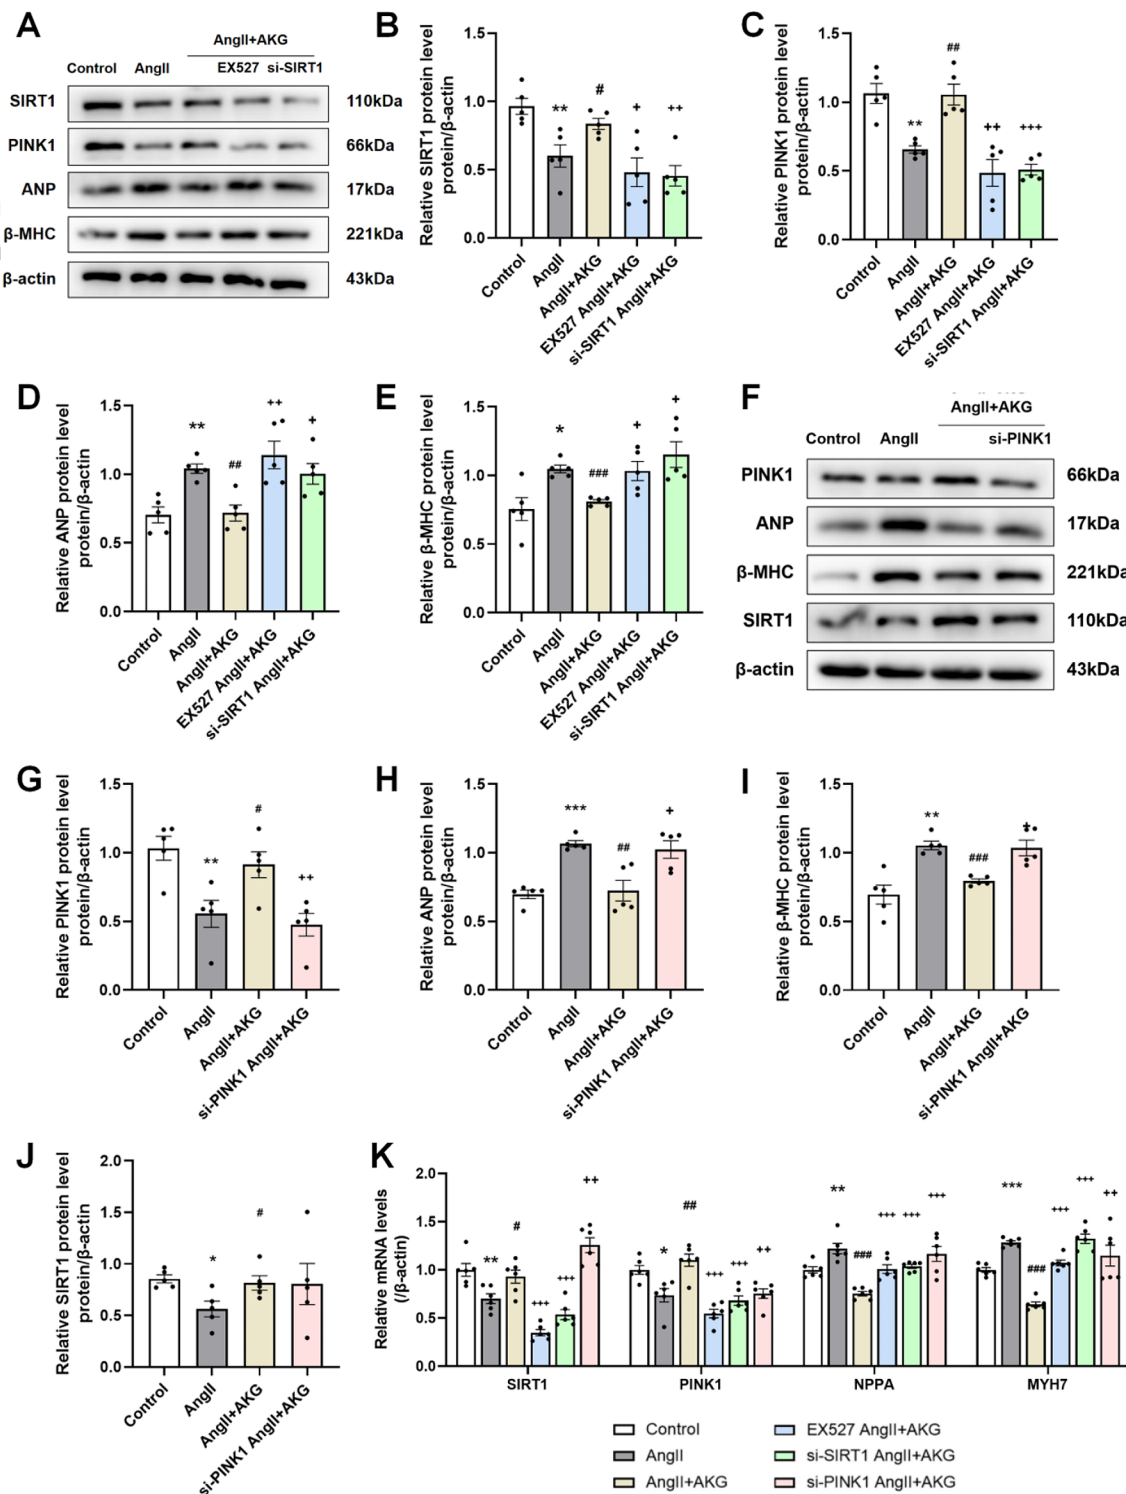 A
AngII+AKG
Control AngII EX527 si-SIRT1
SIRT1 110kDa
PINK1 66kDa
ANP 17kDa
β-MHC 221kDa
β-actin 43kDa
B
Relative SIRT1 protein level
protein/β-actin
1.5
1.0
0.5
0.0
** # + ++
Control
AngII
AngII+AKG
EX527 AngII+AKG
si-SIRT1 AngII+AKG
C
Relative PINK1 protein level
protein/β-actin
1.5
1.0
0.5
0.0
** ## ++ +++
Control
AngII
AngII+AKG
EX527 AngII+AKG
si-SIRT1 AngII+AKG
D
Relative ANP protein level
protein/β-actin
1.5
1.0
0.5
0.0
** ## ++ +
Control
AngII
AngII+AKG
EX527 AngII+AKG
si-SIRT1 AngII+AKG
E
Relative β-MHC protein level
protein/β-actin
1.5
1.0
0.5
0.0
* ### + +
Control
AngII
AngII+AKG
EX527 AngII+AKG
si-SIRT1 AngII+AKG
F
AngII+AKG
Control AngII si-PINK1
PINK1 66kDa
ANP 17kDa
β-MHC 221kDa
SIRT1 110kDa
β-actin 43kDa
G
Relative PINK1 protein level
protein/β-actin
1.5
1.0
0.5
0.0
** # ++
Control
AngII
AngII+AKG
si-PINK1 AngII+AKG
H
Relative ANP protein level
protein/β-actin
1.5
1.0
0.5
0.0
*** ## +
Control
AngII
AngII+AKG
si-PINK1 AngII+AKG
I
Relative β-MHC protein level
protein/β-actin
1.5
1.0
0.5
0.0
** ### +
Control
AngII
AngII+AKG
si-PINK1 AngII+AKG
J
Relative SIRT1 protein level
protein/β-actin
2.0
1.5
1.0
0.5
0.0
* #
Control
AngII
AngII+AKG
si-PINK1 AngII+AKG
K
Relative mRNA levels
(/β-actin)
2.0
1.5
1.0
0.5
0.0
** # +++ +++ ++
* ## +++ +++ ++
** ### +++ +++ +++
*** ### +++ +++ ++
SIRT1 PINK1 NPPA MYH7
Control
AngII
AngII+AKG
EX527 AngII+AKG
si-SIRT1 AngII+AKG
si-PINK1 AngII+AKG